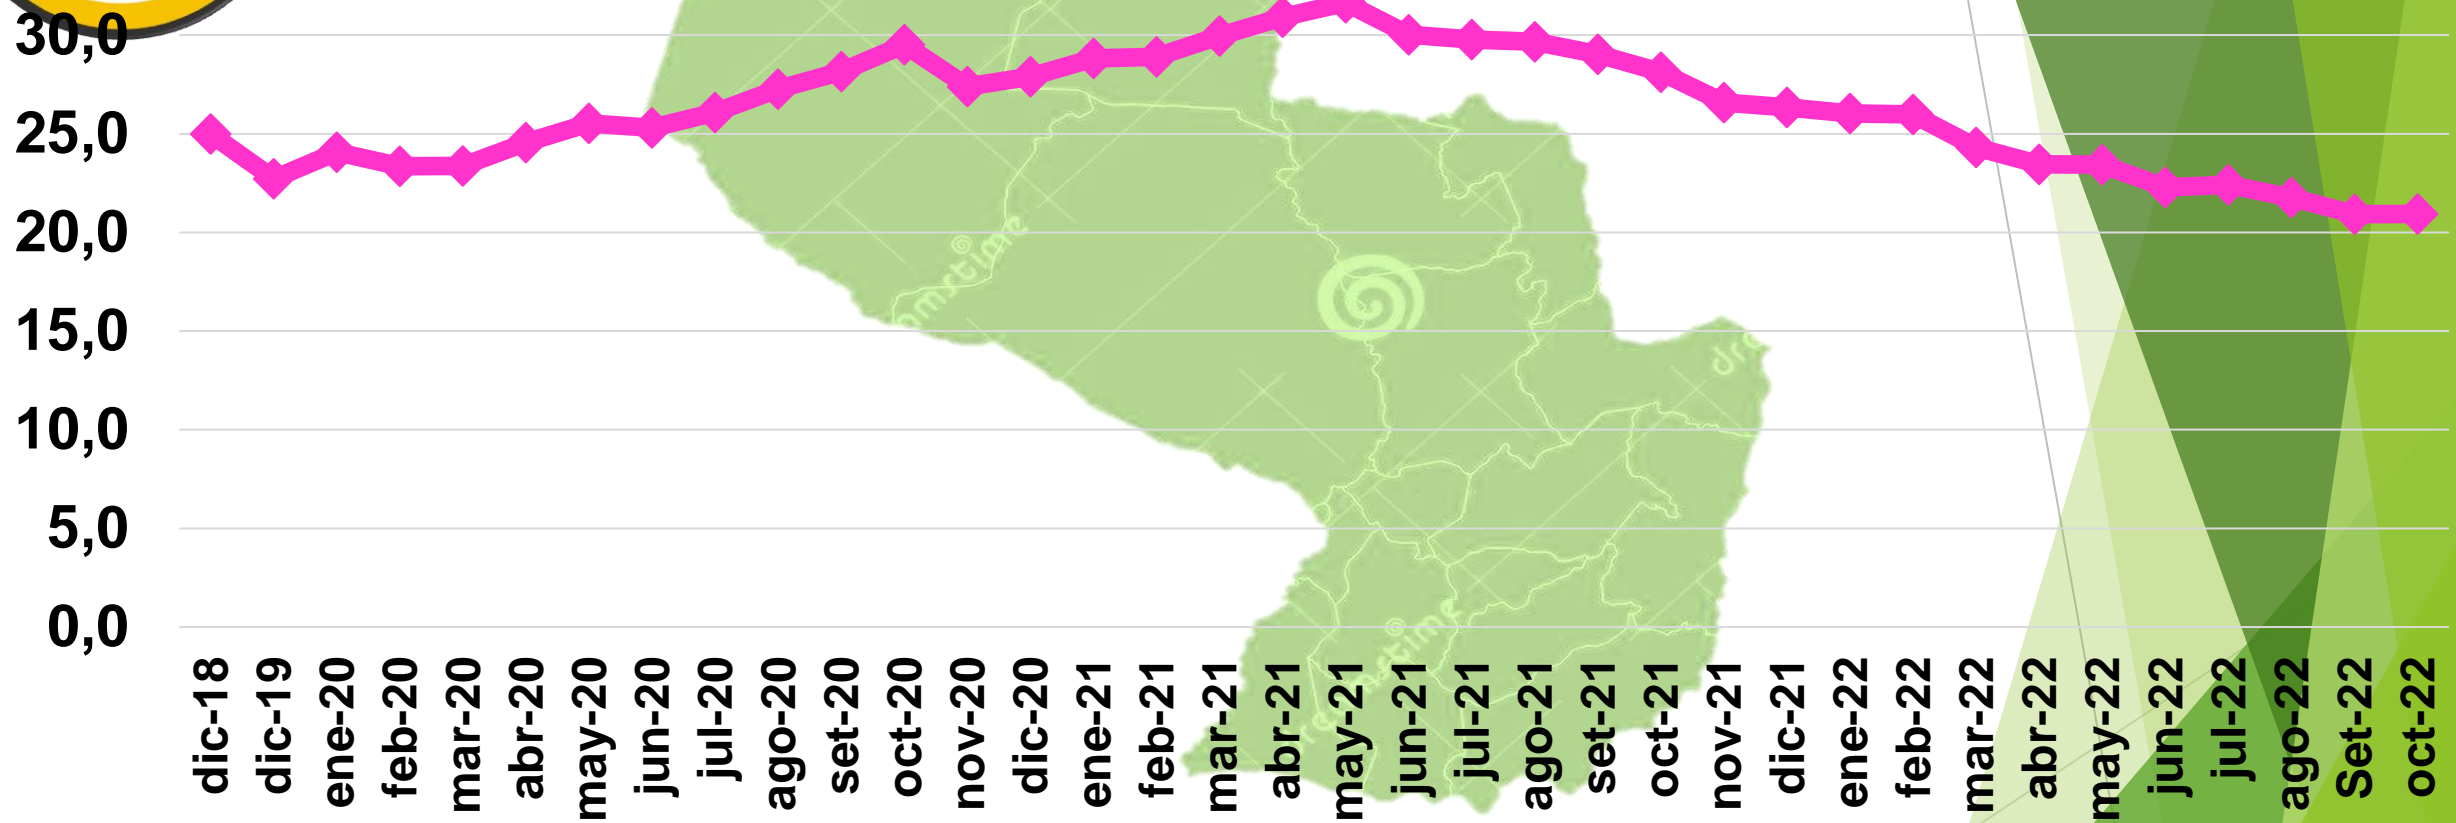 30,0
25,0
20,0
15,0
10,0
5,0
0,0
dic-18
dic-19
ene-20
feb-20
mar-20
abr-20
may-20
jun-20
jul-20
ago-20
set-20
oct-20
nov-20
dic-20
ene-21
feb-21
mar-21
abr-21
may-21
jun-21
jul-21
ago-21
set-21
oct-21
nov-21
dic-21
ene-22
feb-22
mar-22
abr-22
may-22
jun-22
jul-22
ago-22
Set-22
oct-22